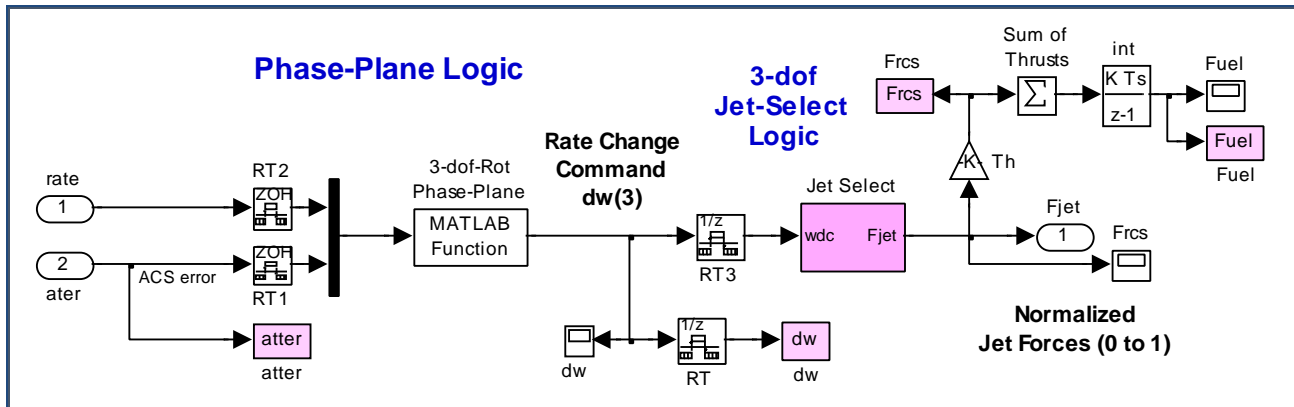 Phase-Plane Logic
3-dof
Jet-Select
Logic
Rate Change
Command
dw(3)
rate
1
RT2
ZOH
2
ater
ACS error
ZOH
RT1
atter
atter
3-dof-Rot
Phase-Plane
MATLAB
Function
dw
1/z
RT3
1/z
RT
dw
dw
Jet Select
wdc
Fjet
Frcs
Frcs
-K-
Th
Sum of
Thrusts
Σ
int
K Ts
z-1
Fuel
Fuel
Fuel
Fjet
1
Frcs
Normalized
Jet Forces (0 to 1)